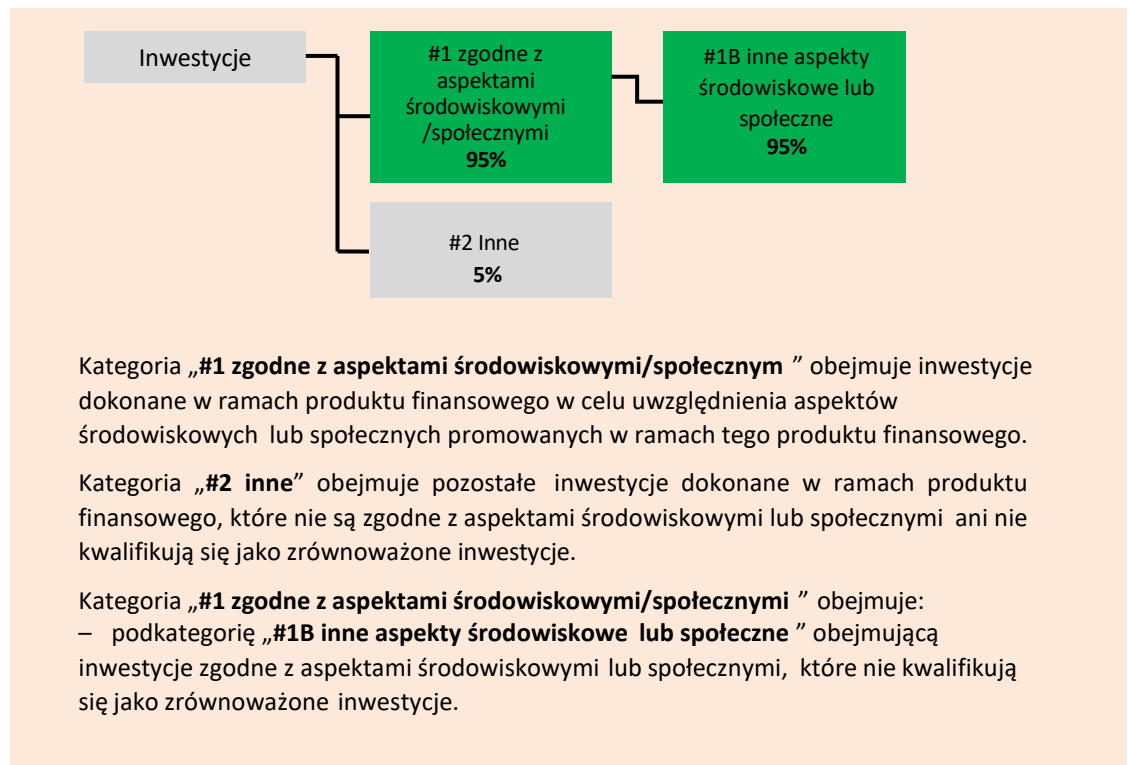 Inwestycje
#1 zgodne z
aspektami
środowiskowymi
/społecznymi
95%
#1B inne aspekty
środowiskowe lub
społeczne
95%
#2 Inne
5%
Kategoria „#1 zgodne z aspektami środowiskowymi/społecznym ” obejmuje inwestycje
dokonane w ramach produktu finansowego w celu uwzględnienia aspektów
środowiskowych lub społecznych promowanych w ramach tego produktu finansowego.
Kategoria „#2 inne” obejmuje pozostałe inwestycje dokonane w ramach produktu
finansowego, które nie są zgodne z aspektami środowiskowymi lub społecznymi ani nie
kwalifikują się jako zrównoważone inwestycje.
Kategoria „#1 zgodne z aspektami środowiskowymi/społecznymi ” obejmuje:
– podkategorię „#1B inne aspekty środowiskowe lub społeczne ” obejmującą
inwestycje zgodne z aspektami środowiskowymi lub społecznymi, które nie kwalifikują
się jako zrównoważone inwestycje.